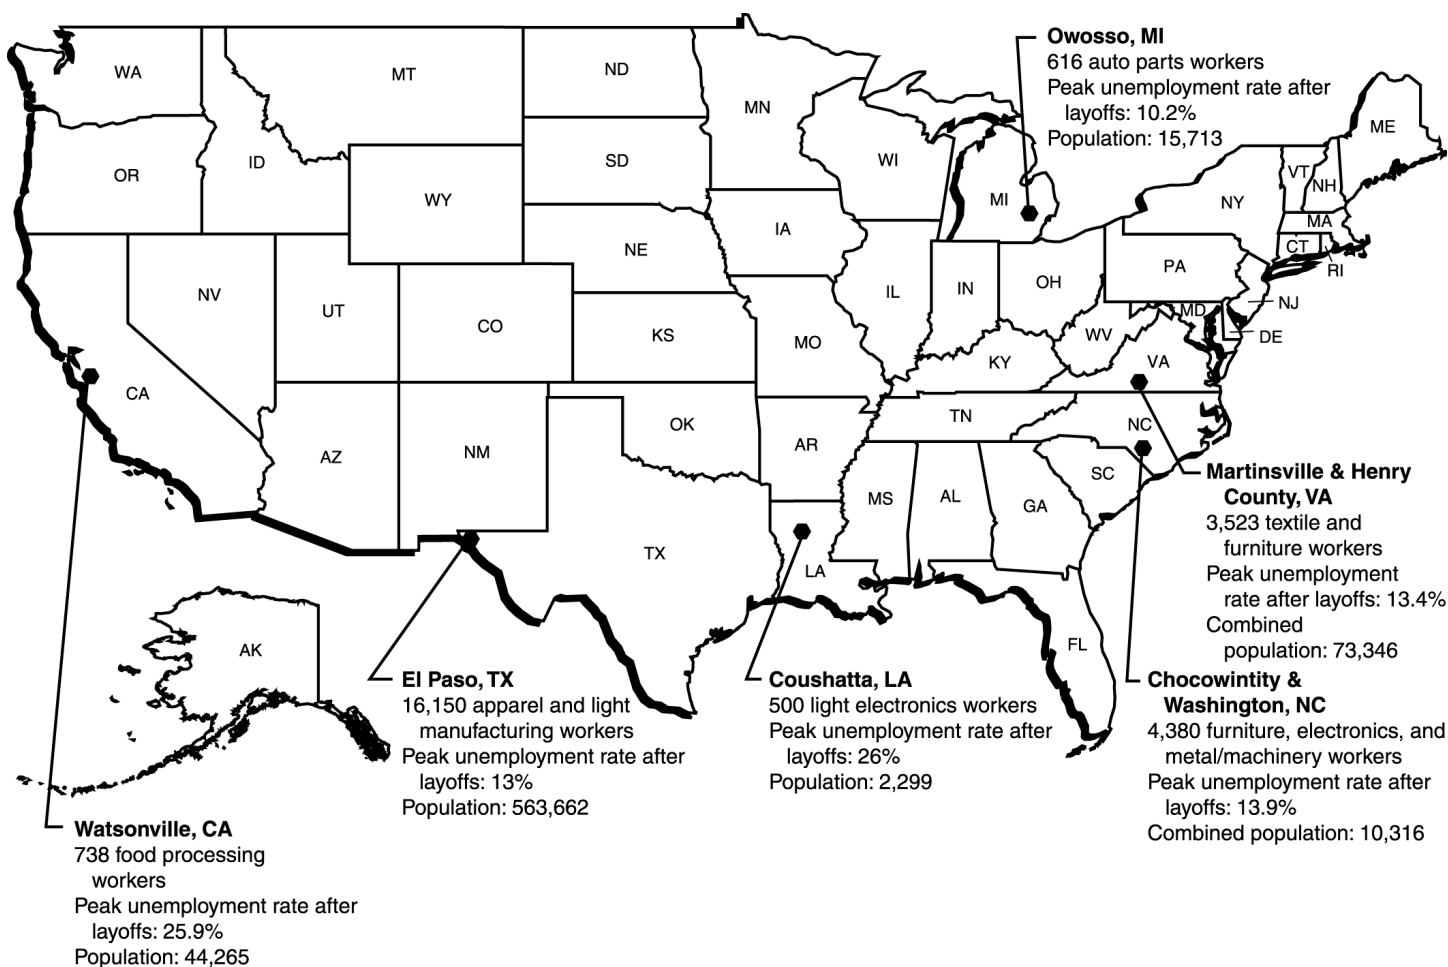 WA
MT
ND
MN
OR
ID
WY
SD
WI
MI
NY
VT
NH
ME
MA
CT
RI
NV
UT
CO
NE
IA
IL
IN
OH
PA
NJ
MD
DE
CA
AZ
NM
KS
MO
KY
WV
VA
OK
AR
TN
NC
SC
TX
LA
MS
AL
GA
FL
AK
Owosso, MI
616 auto parts workers
Peak unemployment rate after
layoffs: 10.2%
Population: 15,713
Martinsville & Henry
County, VA
3,523 textile and
furniture workers
Peak unemployment
rate after layoffs: 13.4%
Combined
population: 73,346
El Paso, TX
16,150 apparel and light
manufacturing workers
Peak unemployment rate after
layoffs: 13%
Population: 563,662
Coushatta, LA
500 light electronics workers
Peak unemployment rate after
layoffs: 26%
Population: 2,299
Chocowintity &
Washington, NC
4,380 furniture, electronics, and
metal/machinery workers
Peak unemployment rate after
layoffs: 13.9%
Combined population: 10,316
Watsonville, CA
738 food processing
workers
Peak unemployment rate after
layoffs: 25.9%
Population: 44,265